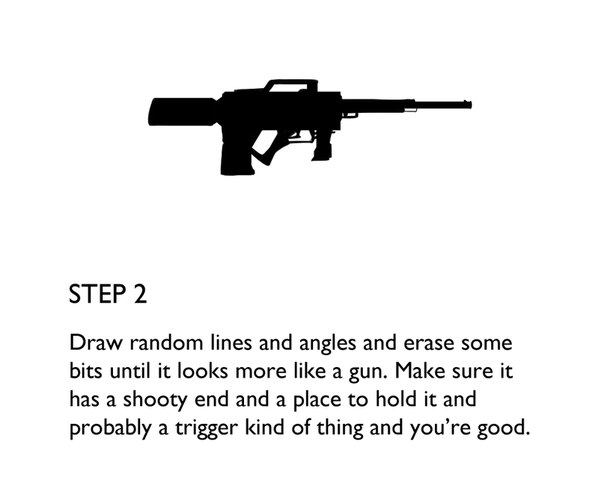 STEP 2
Draw random lines and angles and erase some
bits until it looks more like a gun. Make sure it
has a shooty end and a place to hold it and
probably a trigger kind of thing and you’re good.